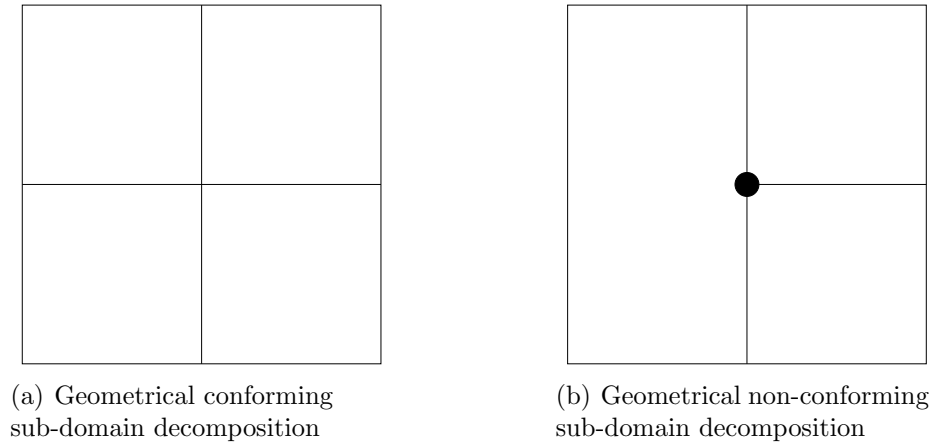 (a) Geometrical conforming
sub-domain decomposition
(b) Geometrical non-conforming
sub-domain decomposition